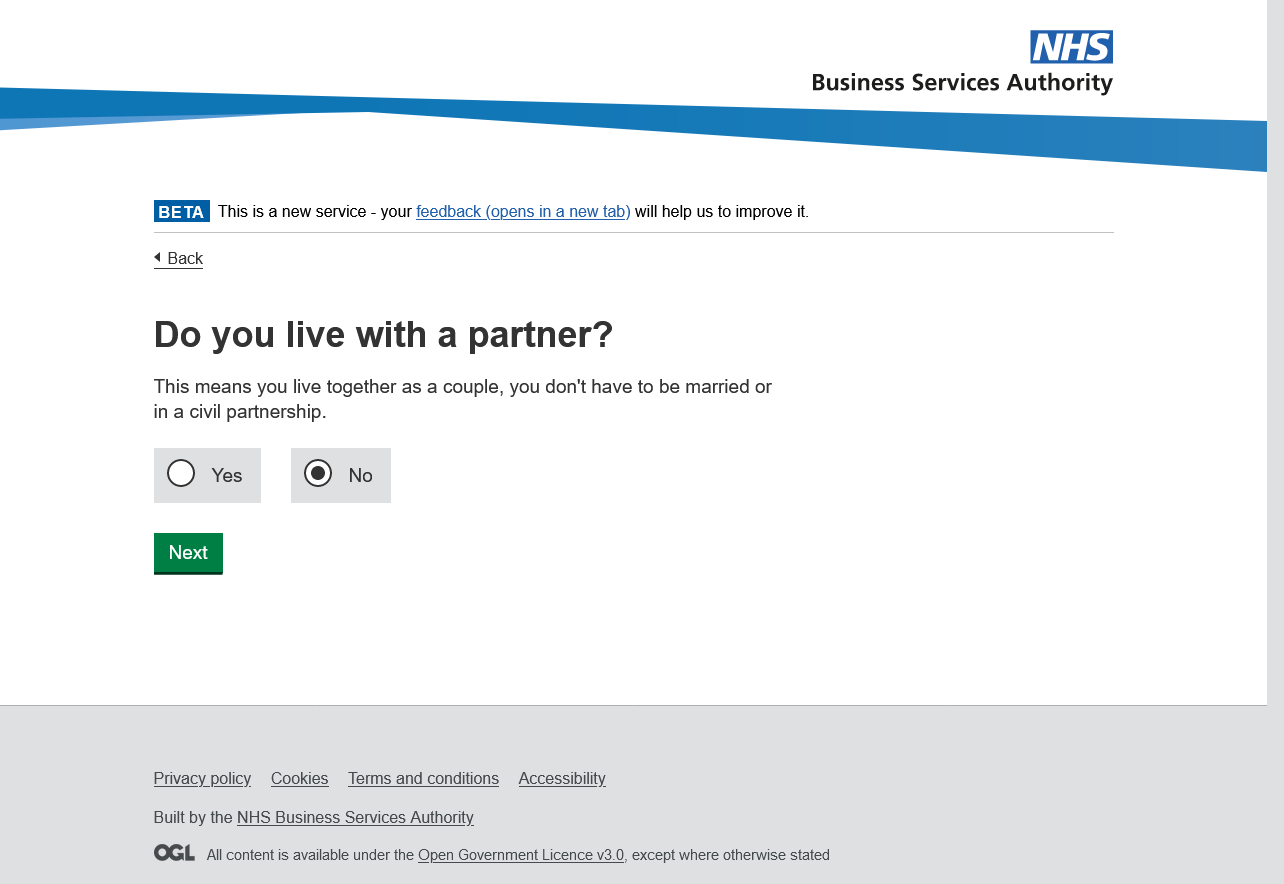 NHS
Business Services Authority
BETA This is a new service - your feedback (opens in a new tab) will help us to improve it.
Back
Do you live with a partner?
This means you live together as a couple, you don't have to be married or
in a civil partnership.
Yes No
Next
Privacy policy Cookies Terms and conditions Accessibility
Built by the NHS Business Services Authority
OGL All content is available under the Open Government Licence v3.0, except where otherwise stated